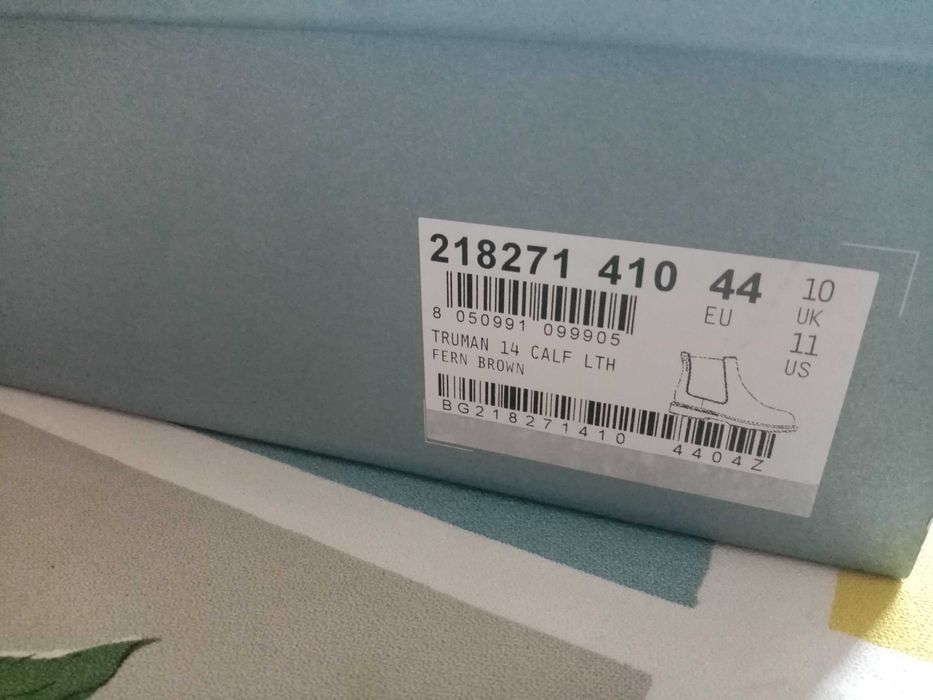 218271 410 44 10
EU UK
8 050991 099905
11
US
TRUMAN 14 CALF LTH
FERN BROWN
BG218271410 4404Z